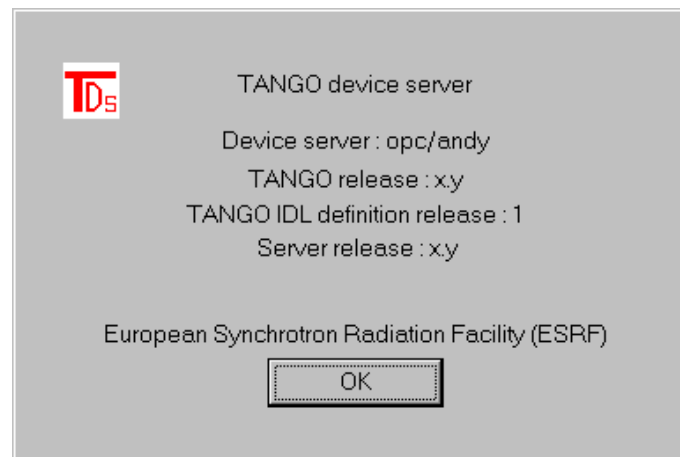 TDs
TANGO device server
Device server : opc/andy
TANGO release : x.y
TANGO IDL definition release : 1
Server release : x.y
European Synchrotron Radiation Facility (ESRF)
OK